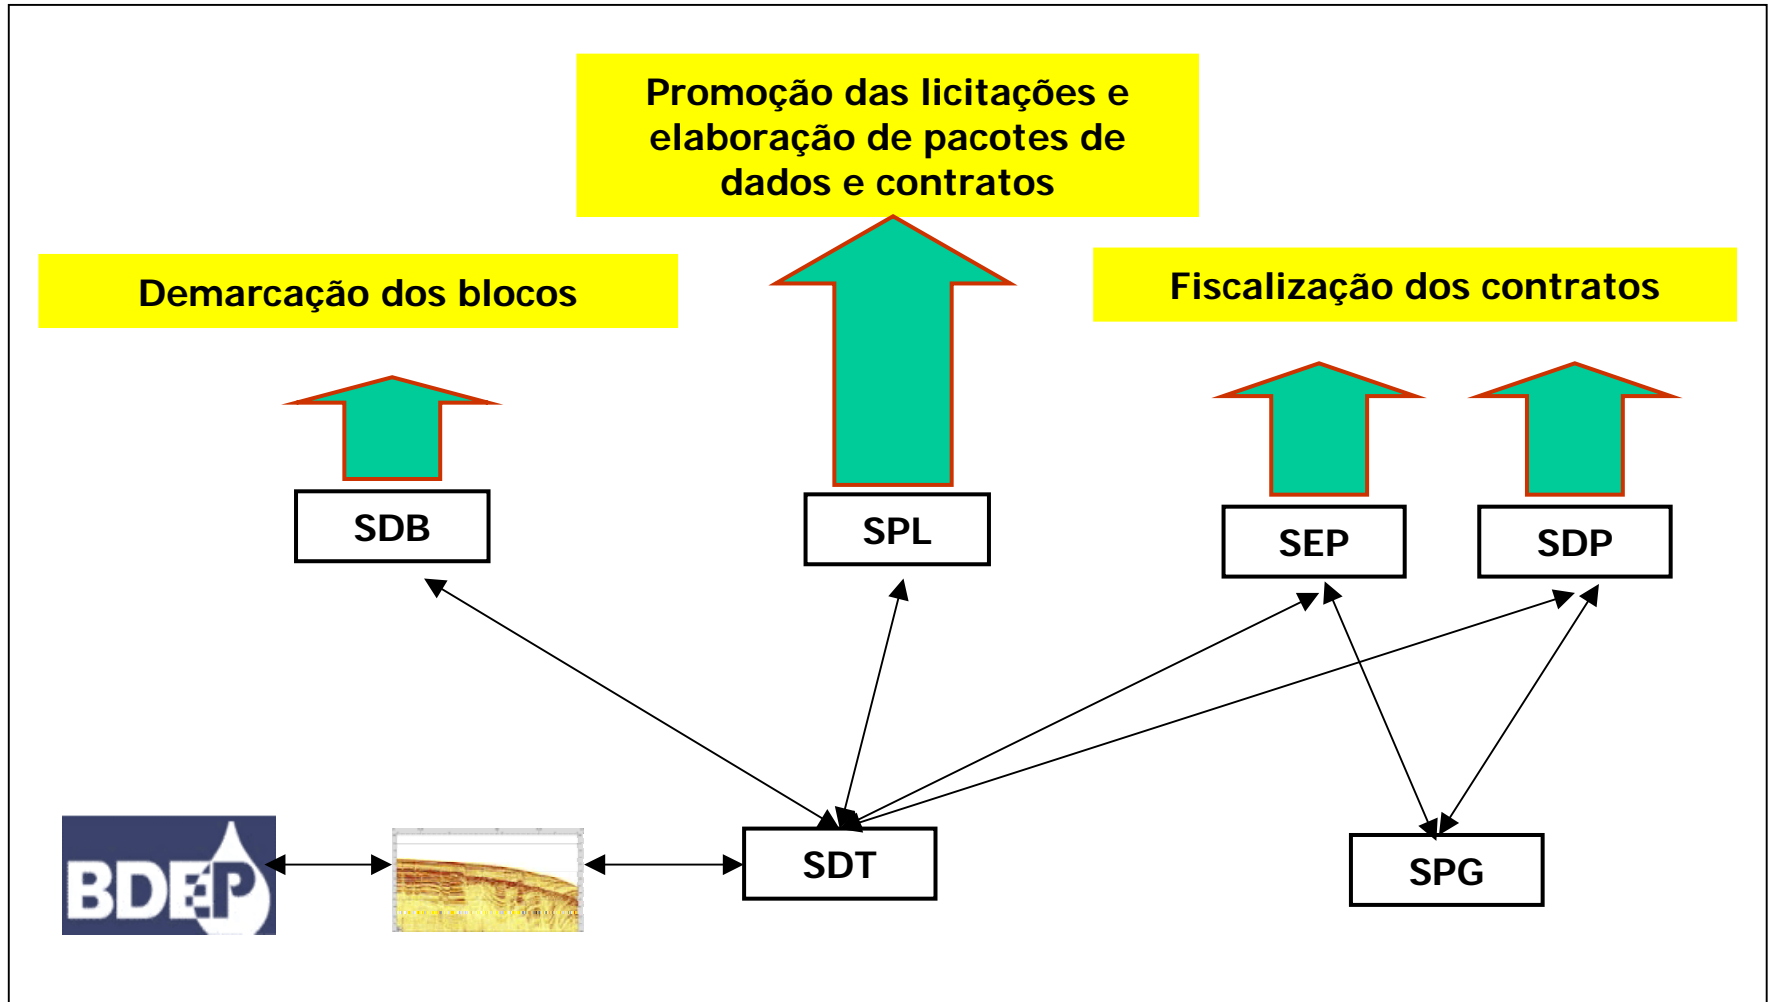 Promoção das licitações e
elaboração de pacotes de
dados e contratos
Demarcação dos blocos
Fiscalização dos contratos
SDB
SPL
SEP
SDP
BDEP
SDT
SPG